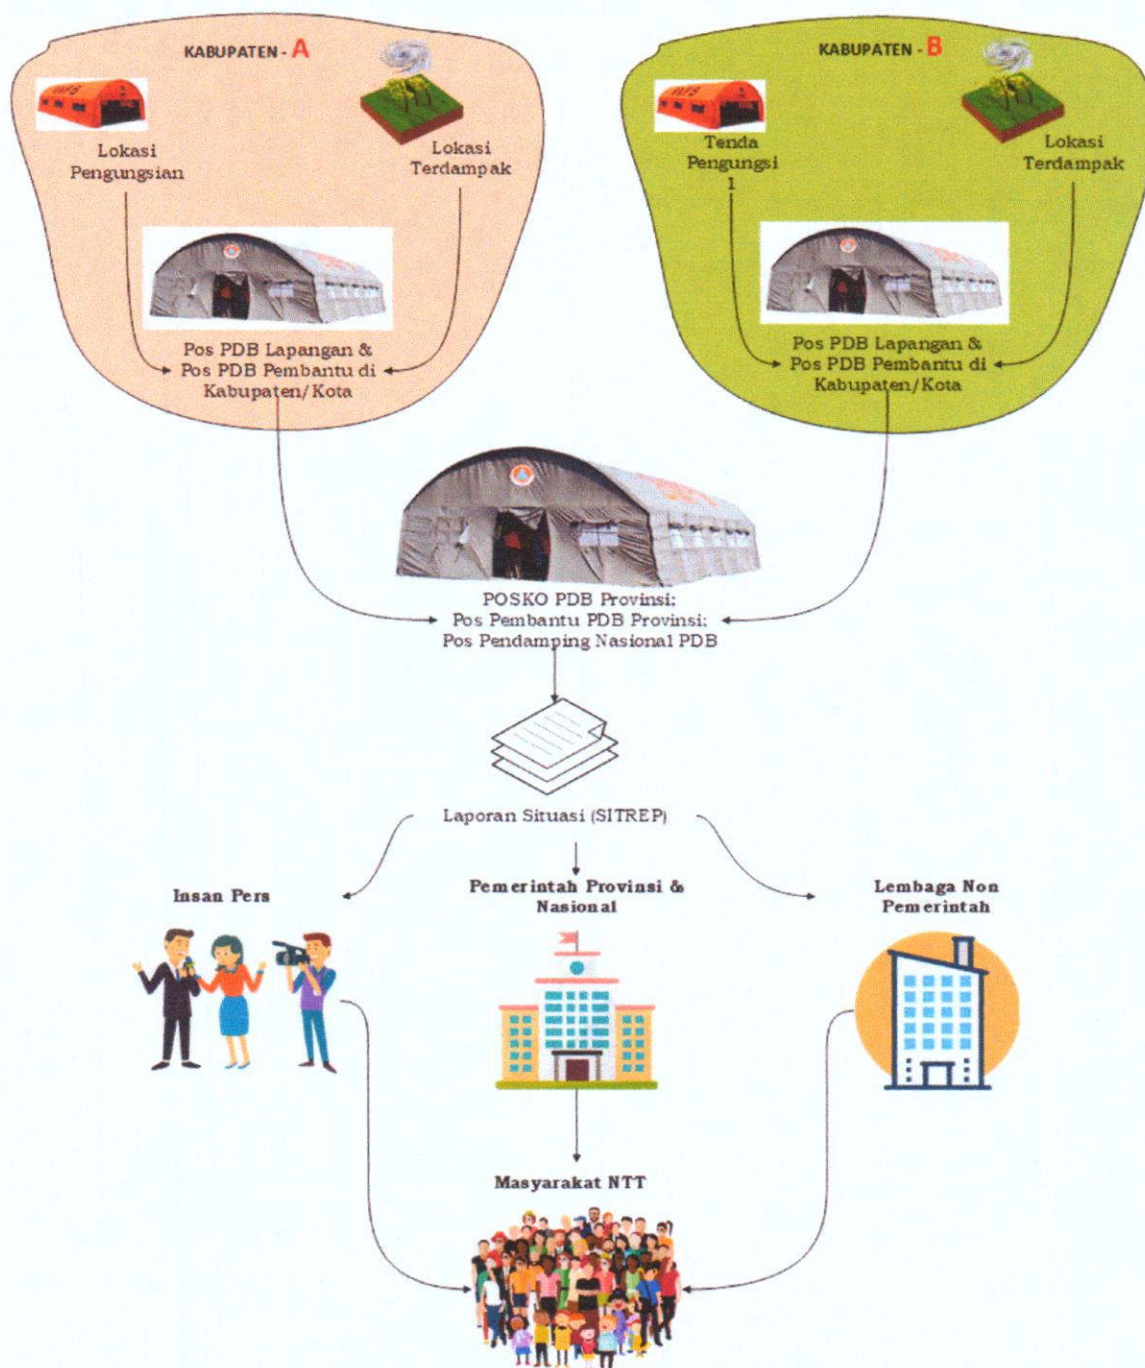 KABUPATEN - A
Lokasi
Pengungsian
Lokasi
Terdampak
Pos PDB Lapangan &
Pos PDB Pembantu di
Kabupaten/Kota
KABUPATEN - B
Tenda
Pengungsi
1
Lokasi
Terdampak
Pos PDB Lapangan &
Pos PDB Pembantu di
Kabupaten/Kota
POSKO PDB Provinsi;
Pos Pembantu PDB Provinsi;
Pos Pendamping Nasional PDB
Laporan Situasi (SITREP)
Insan Pers
Pemerintah Provinsi &
Nasional
Lembaga Non
Pemerintah
Masyarakat NTT